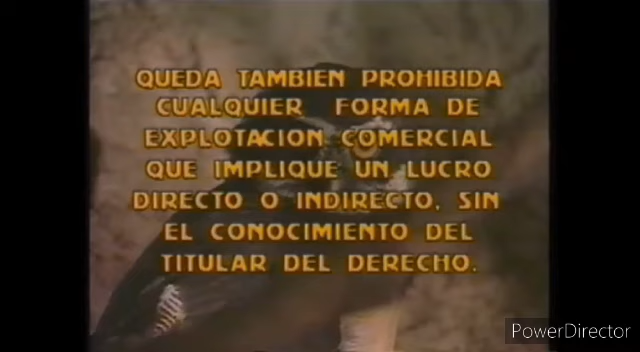 QUEDA TAMBIEN PROHIBIDA
CUALQUIER FORMA DE
EXPLOTACION COMERCIAL
QUE IMPLIQUE UN LUCRO
DIRECTO O INDIRECTO, SIN
EL CONOCIMIENTO DEL
TITULAR DEL DERECHO.
PowerDirector